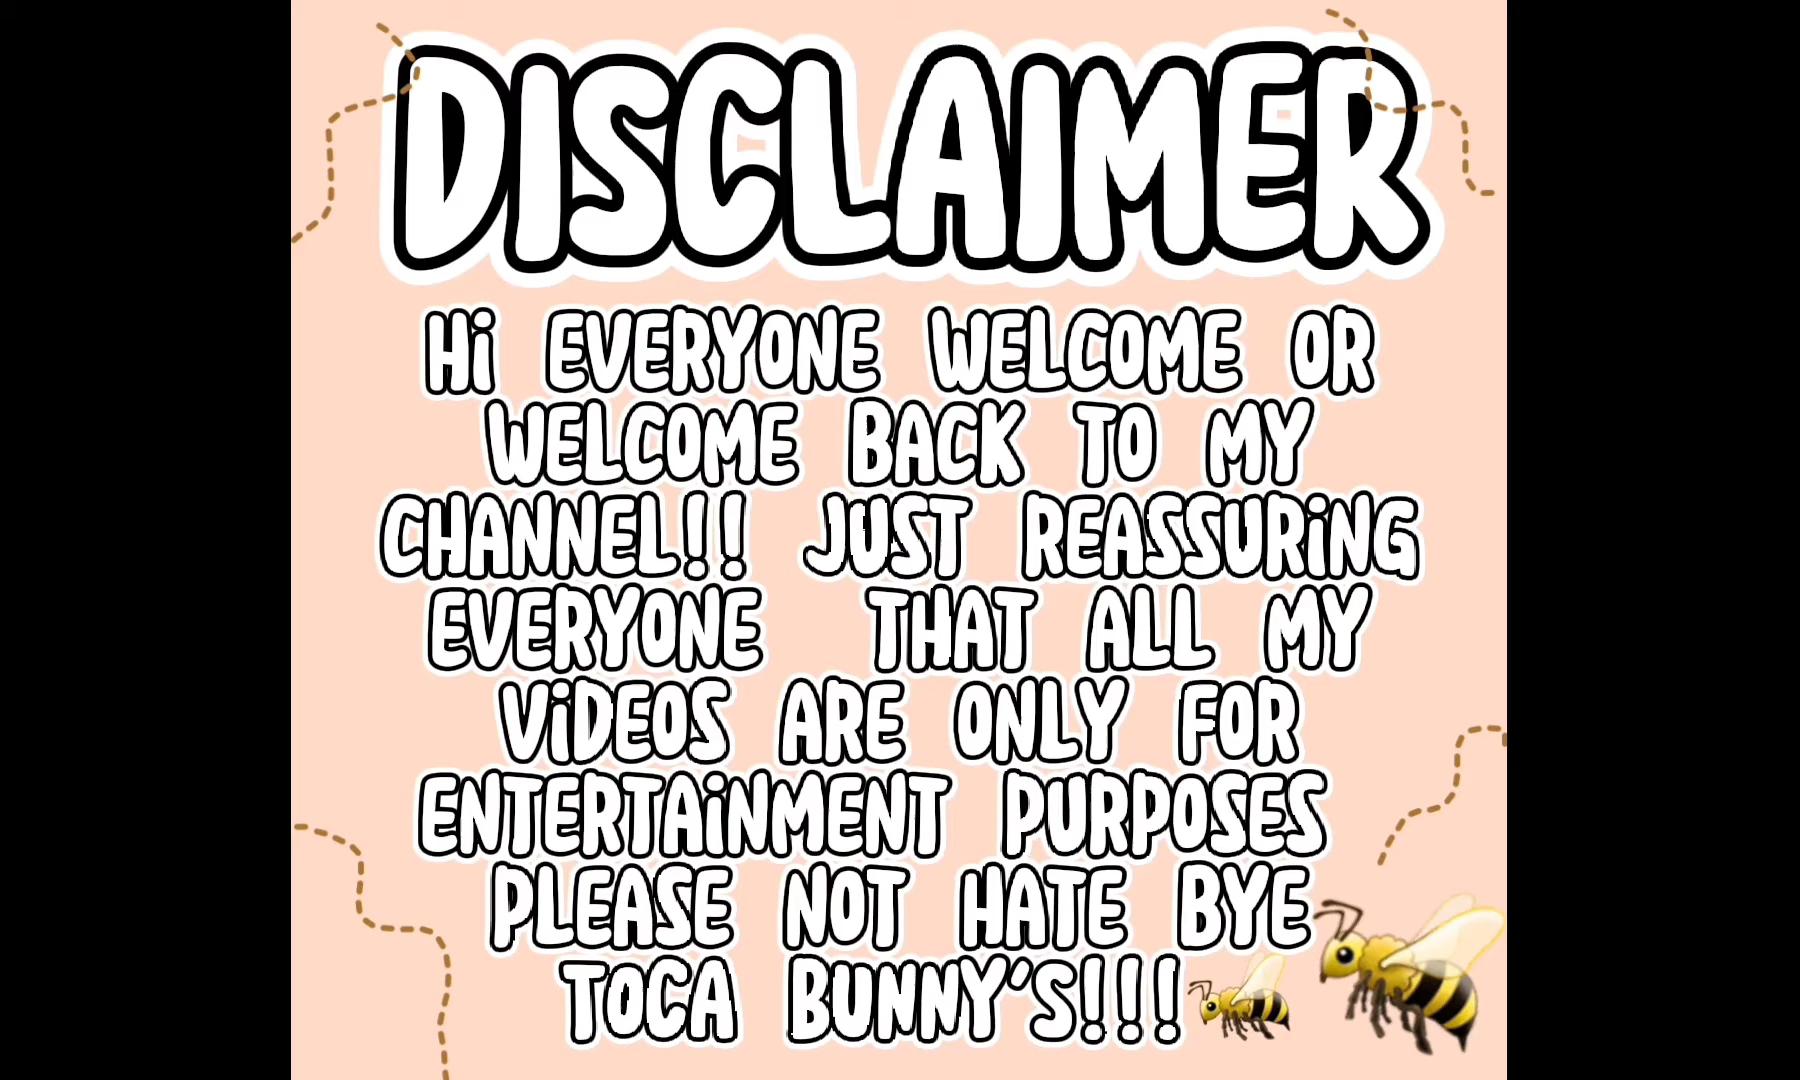 DISCLAIMER
Hi EVERYONE WELCOME OR
WELCOME BACK TO MY
CHANNEL!! JUST REASSURiNG
EVERYONE THAT ALL MY
ViDEOS ARE ONLY FOR
ENTERTAiNMENT PURPOSES
PLEASE NOT HATE BYE
TOCA BUNNY'S!!!